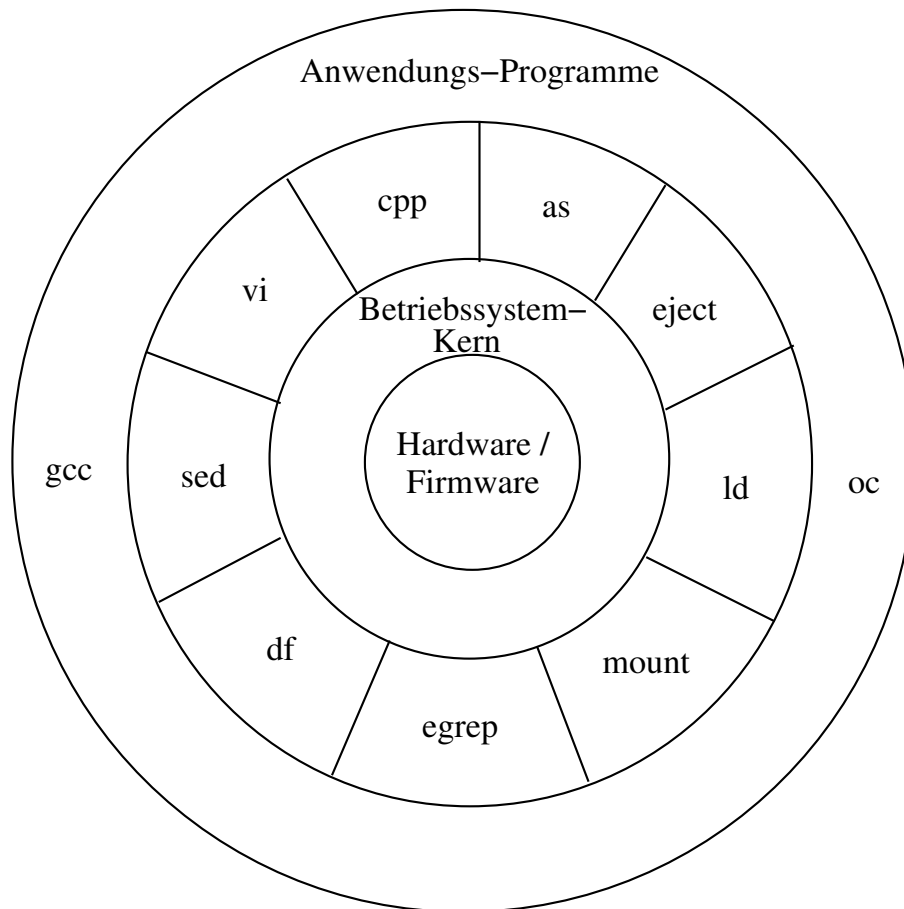 Anwendungs−Programme
cpp
as
vi
eject
Betriebssystem−
Kern
Hardware /
Firmware
gcc
sed
ld
oc
df
mount
egrep